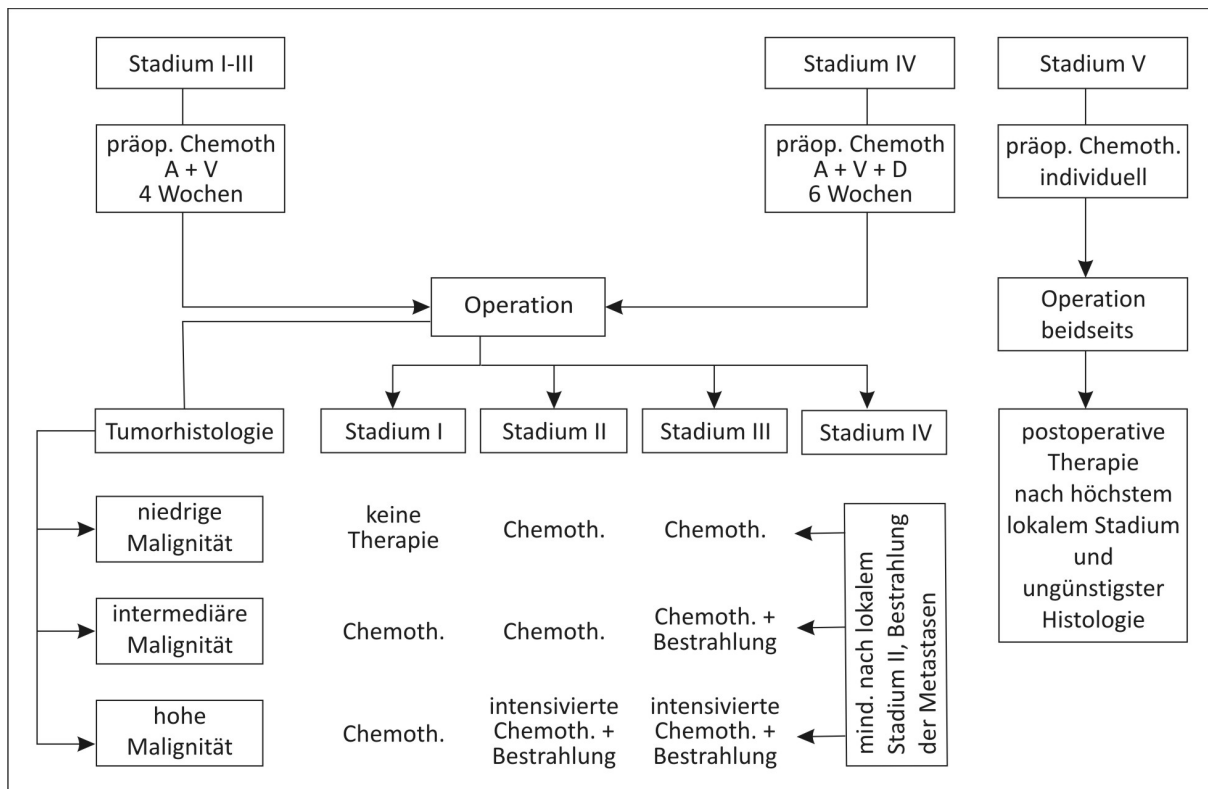 Stadium I-III
Stadium IV
Stadium V
präop. Chemoth
A + V
4 Wochen
präop. Chemoth
A + V + D
6 Wochen
präop. Chemoth.
individuell
Operation
Operation
beidseits
Tumorhistologie
Stadium I
Stadium II
Stadium III
Stadium IV
postoperative
Therapie
nach höchstem
lokalem Stadium
und
ungünstigster
Histologie
niedrige
Malignität
keine
Therapie
Chemoth.
Chemoth.
intermediäre
Malignität
Chemoth.
Chemoth.
Chemoth. +
Bestrahlung
hohe
Malignität
Chemoth.
intensivierte
Chemoth. +
Bestrahlung
intensivierte
Chemoth. +
Bestrahlung
mind. nach lokalem
Stadium II, Bestrahlung
der Metastasen